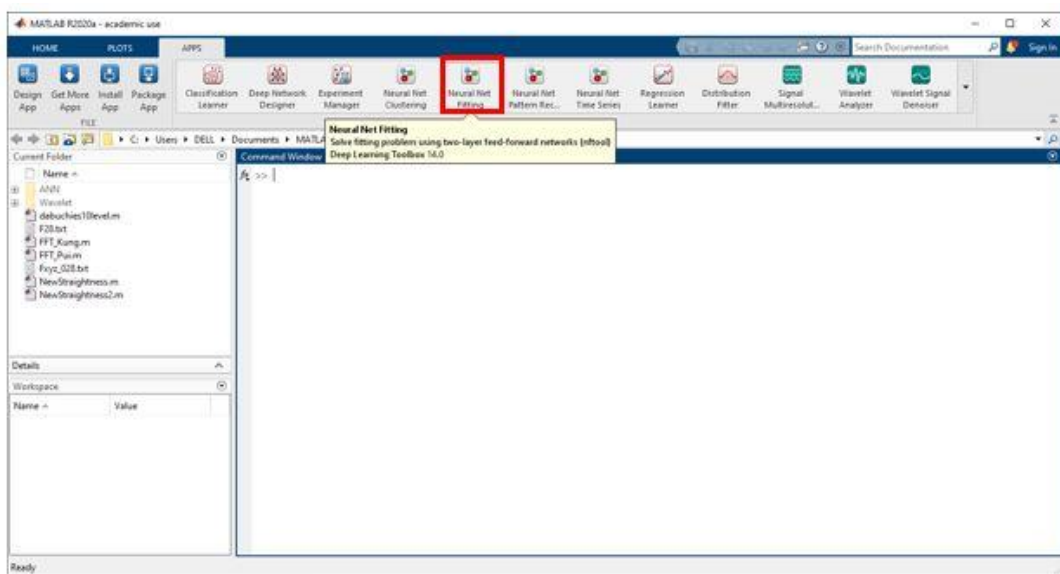 MATLAB R2020a - academic use
HOME PLOTS APPS
Search Documentation
Sign In
Design App
Get More Apps
Install App
Package App
Classification Learner
Deep Network Designer
Experiment Manager
Neural Net Clustering
Neural Net Fitting
Neural Net Pattern Rec...
Neural Net Time Series
Regression Learner
Distribution Fitter
Signal Multiresolut...
Wavelet Analyzer
Wavelet Signal Denoiser
FILE
Neural Net Fitting
Solve fitting problem using two-layer feed-forward networks (nftool)
Deep Learning Toolbox 14.0
C: Users DELL Documents MATLA
Current Folder
Command Window
Name
fx >>
ANN
Wavelet
dabuchies10level.m
F28.txt
FFT_Kung.m
FFT_Pui.m
Fxyz_028.txt
NewStraightness.m
NewStraightness2.m
Details
Workspace
Name Value
Ready